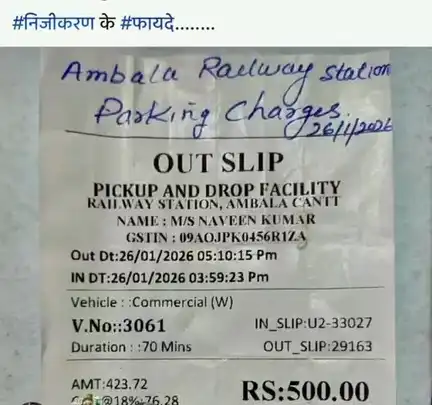 #निजीकरण के #फायदे........
Ambala Railway station
Parking Charges.
26/1/2026
OUT SLIP
PICKUP AND DROP FACILITY
RAILWAY STATION, AMBALA CANTT
NAME : M/S NAVEEN KUMAR
GSTIN : 09AOJPK0456R1ZA
Out Dt:26/01/2026 05:10:15 Pm
IN DT:26/01/2026 03:59:23 Pm
Vehicle : :Commercial (W)
V.No::3061 IN_SLIP:U2-33027
Duration : :70 Mins OUT_SLIP:29163
AMT:423.72
@18%:76.28 RS:500.00